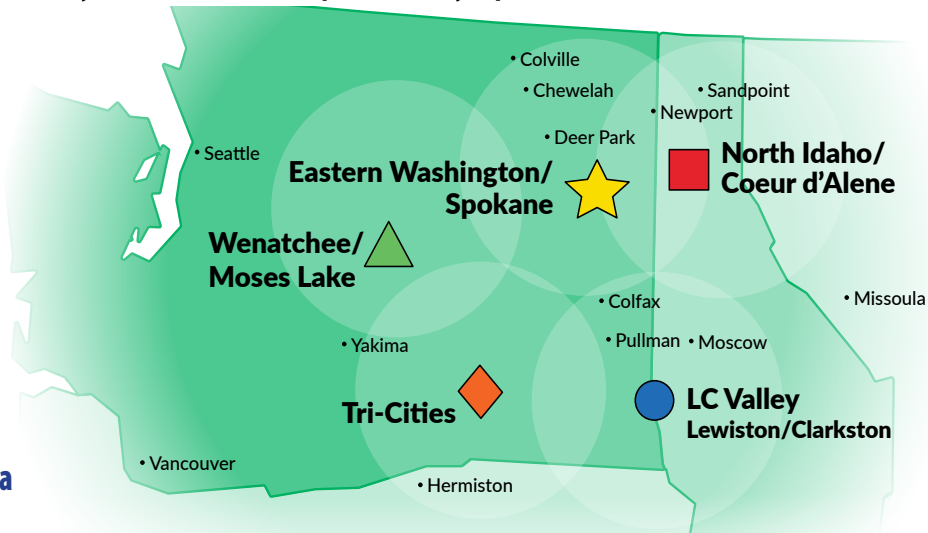 Colville
Chewelah
Sandpoint
Newport
Deer Park
Seattle
North Idaho/
Coeur d'Alene
Eastern Washington/
Spokane
Wenatchee/
Moses Lake
Colfax
Missoula
Pullman
Moscow
Yakima
LC Valley
Lewiston/Clarkston
Tri-Cities
Vancouver
a
Hermiston